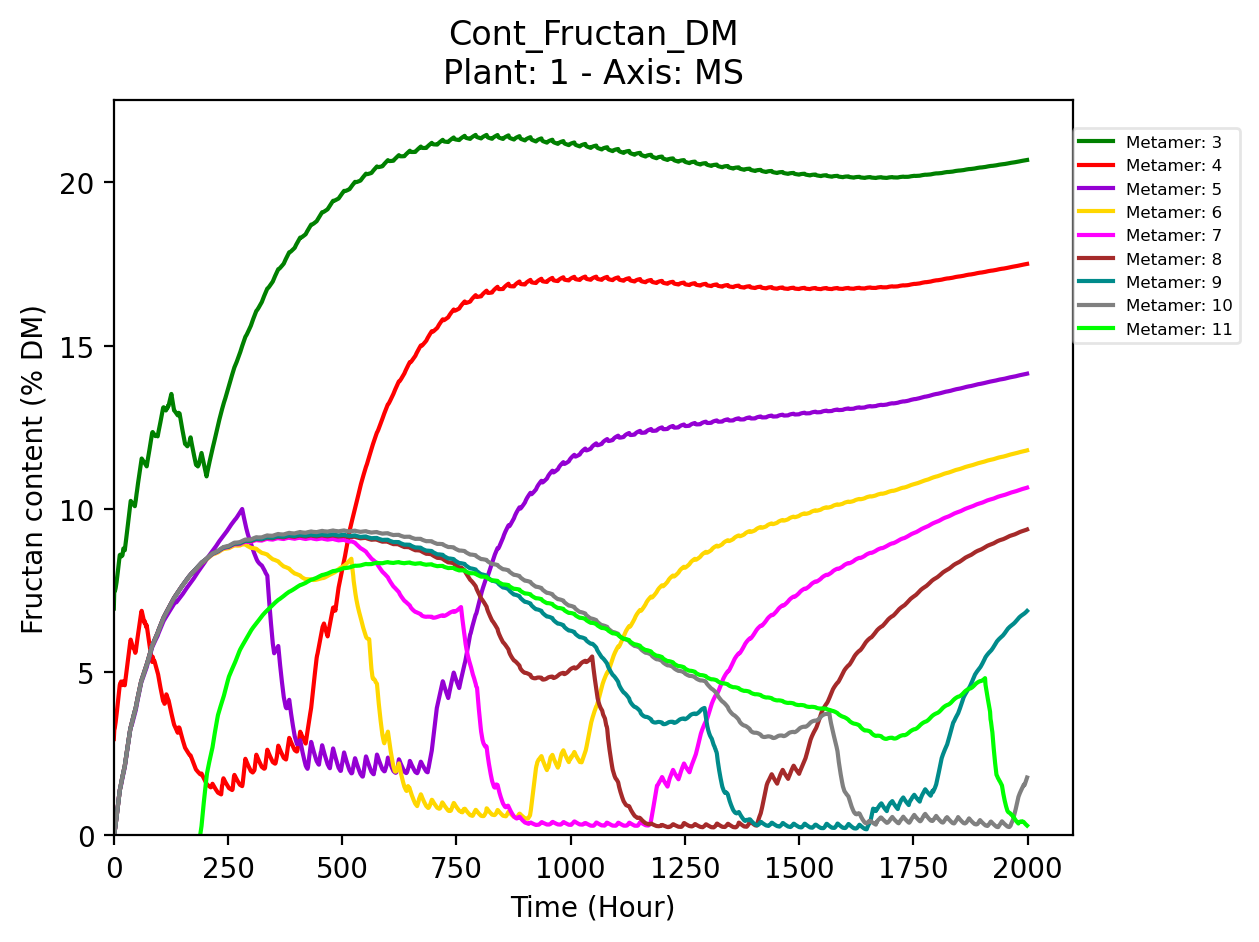 Cont_Fructan_DM
Plant: 1 - Axis: MS
Fructan content (% DM)
20
15
10
5
0
0 250 500 750 1000 1250 1500 1750 2000
Time (Hour)
Metamer: 3
Metamer: 4
Metamer: 5
Metamer: 6
Metamer: 7
Metamer: 8
Metamer: 9
Metamer: 10
Metamer: 11